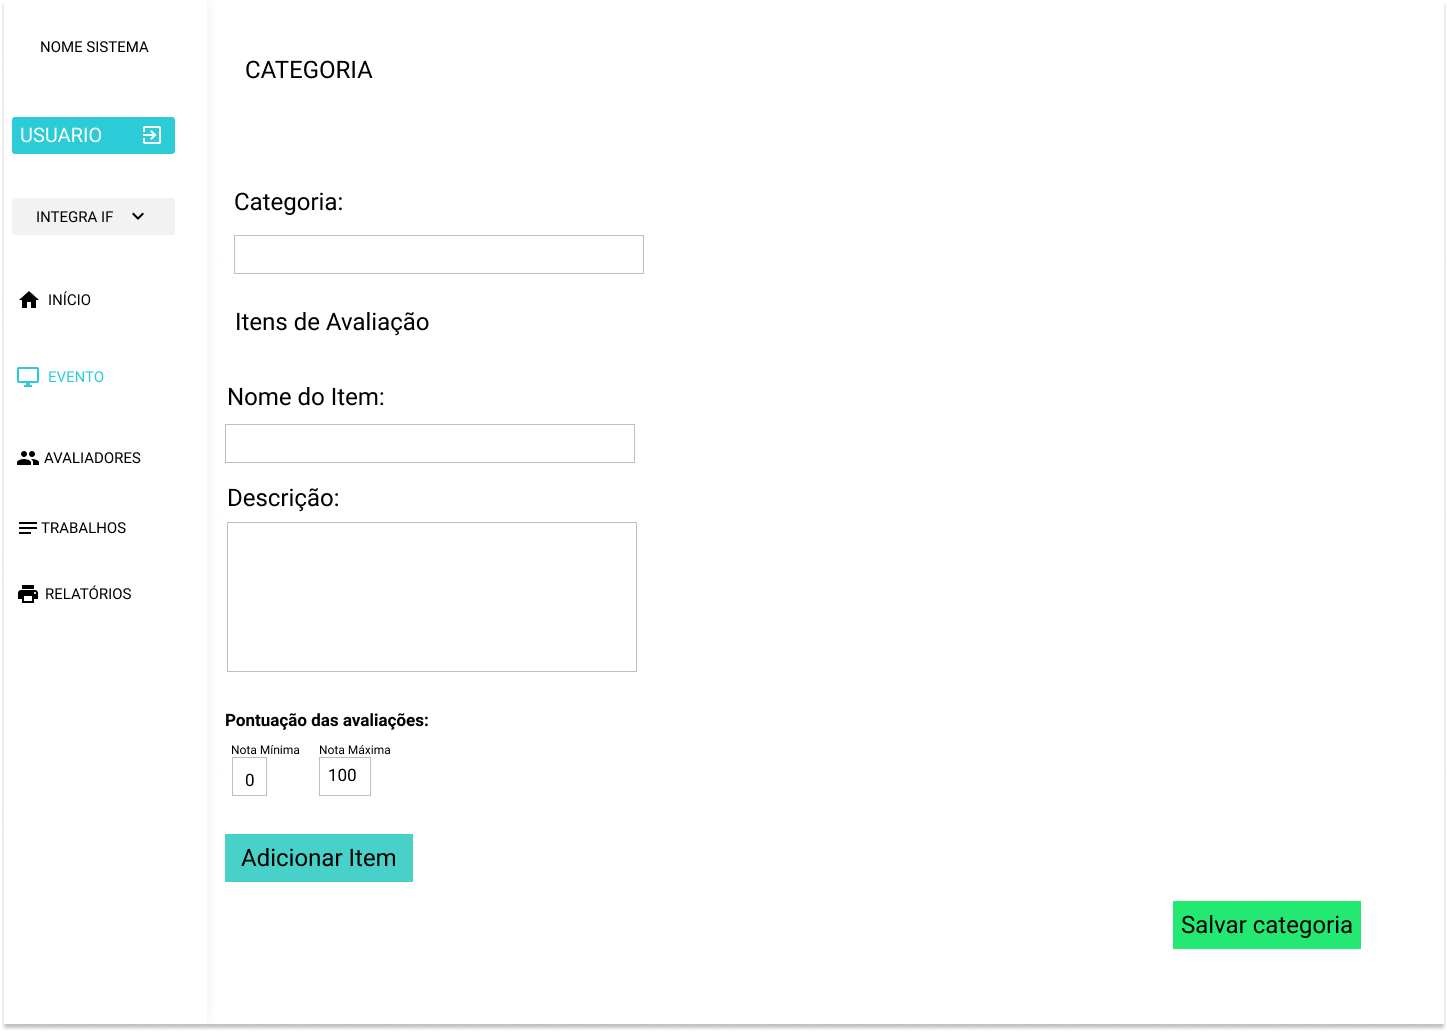 NOME SISTEMA
USUARIO
INTEGRA IF
INÍCIO
EVENTO
AVALIADORES
TRABALHOS
RELATÓRIOS
CATEGORIA
Categoria:
Itens de Avaliação
Nome do Item:
Descrição:
Pontuação das avaliações:
Nota Mínima Nota Máxima
0 100
Adicionar Item
Salvar categoria